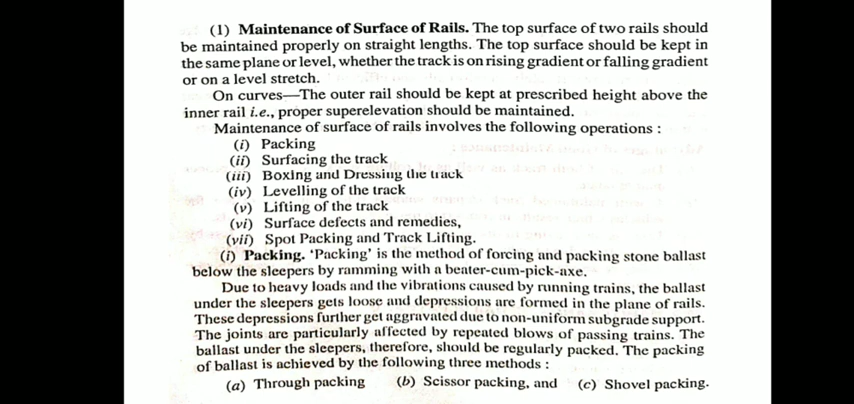 (1) Maintenance of Surface of Rails. The top surface of two rails should
be maintained properly on straight lengths. The top surface should be kept in
the same plane or level, whether the track is on rising gradient or falling gradient
or on a level stretch.
On curves—The outer rail should be kept at prescribed height above the
inner rail i.e., proper superelevation should be maintained.
Maintenance of surface of rails involves the following operations :
(i) Packing
(ii) Surfacing the track
(iii) Boxing and Dressing the track
(iv) Levelling of the track
(v) Lifting of the track
(vi) Surface defects and remedies,
(vii) Spot Packing and Track Lifting.
(i) Packing. ‘Packing’ is the method of forcing and packing stone ballast
below the sleepers by ramming with a beater-cum-pick-axe.
Due to heavy loads and the vibrations caused by running trains, the ballast
under the sleepers gets loose and depressions are formed in the plane of rails.
These depressions further get aggravated due to non-uniform subgrade support.
The joints are particularly affected by repeated blows of passing trains. The
ballast under the sleepers, therefore, should be regularly packed. The packing
of ballast is achieved by the following three methods :
(a) Through packing (b) Scissor packing, and (c) Shovel packing.